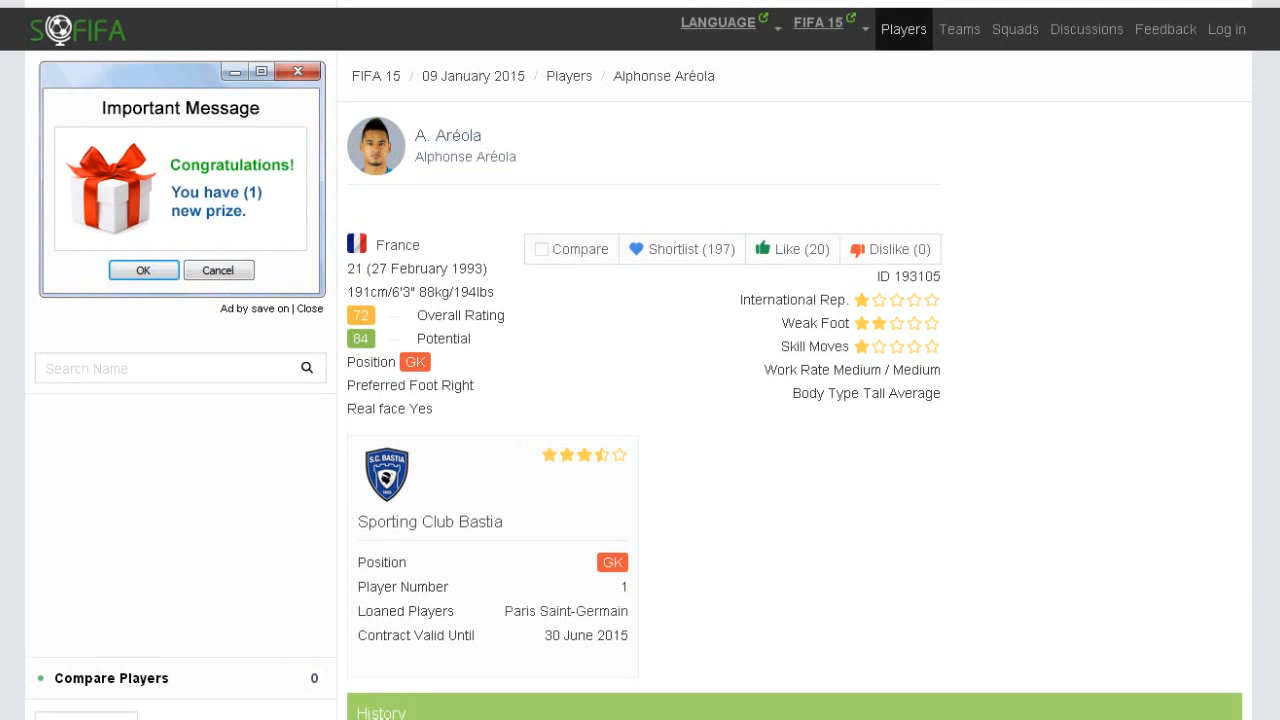 SOFIFA
LANGUAGE
FIFA 15
Players
Teams
Squads
Discussions
Feedback
Log in
Important Message
Congratulations!
You have (1)
new prize.
OK
Cancel
Ad by save on | Close
Search Name
Compare Players 0
FIFA 15 / 09 January 2015 / Players / Alphonse Aréola
A. Aréola
Alphonse Aréola
France
21 (27 February 1993)
191cm/6'3" 88kg/194lbs
72 Overall Rating
84 Potential
Position GK
Preferred Foot Right
Real face Yes
Compare
Shortlist (197)
Like (20)
Dislike (0)
ID 193105
International Rep.
Weak Foot
Skill Moves
Work Rate Medium / Medium
Body Type Tall Average
S.C. BASTIA
Sporting Club Bastia
Position GK
Player Number 1
Loaned Players Paris Saint-Germain
Contract Valid Until 30 June 2015
History